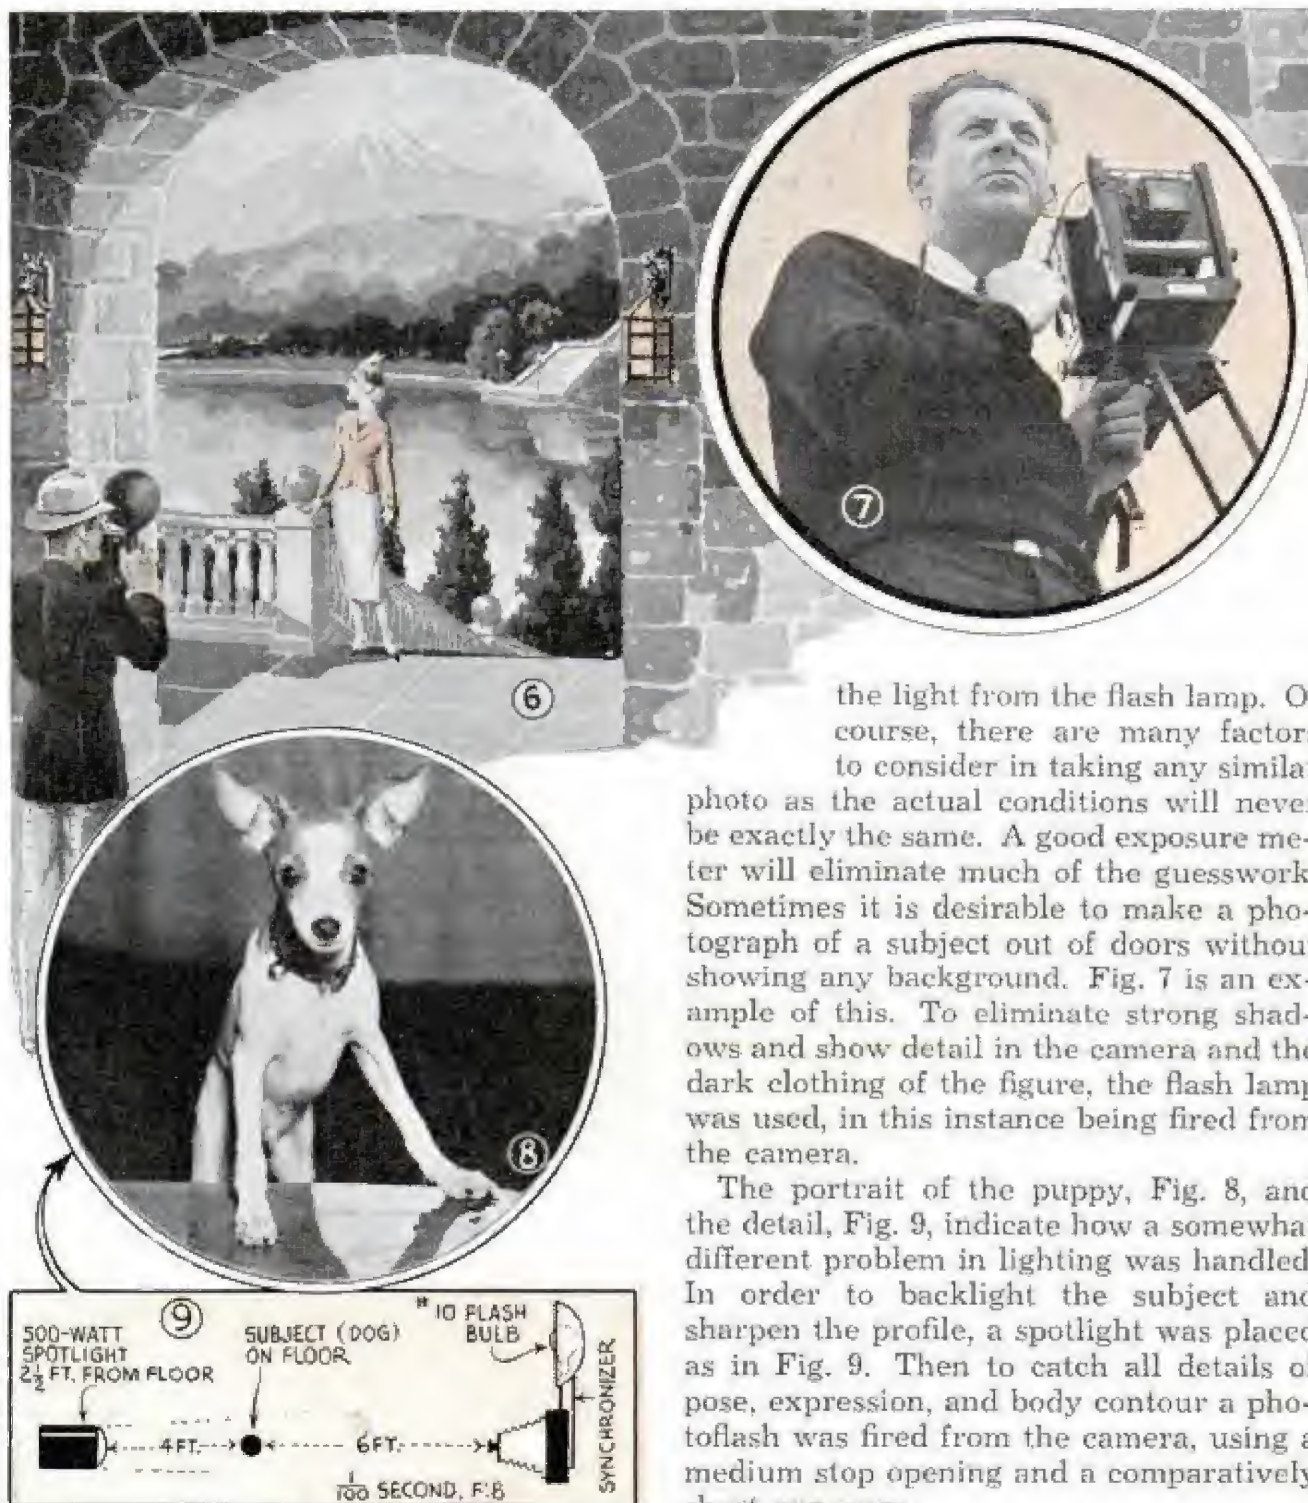 ⑥
⑦
the light from the flash lamp. O
course, there are many factor
to consider in taking any simila
photo as the actual conditions will neve
be exactly the same. A good exposure me-
ter will eliminate much of the guesswork
Sometimes it is desirable to make a pho-
tograph of a subject out of doors without
showing any background. Fig. 7 is an ex-
ample of this. To eliminate strong shad-
ows and show detail in the camera and the
dark clothing of the figure, the flash lamp
was used, in this instance being fired from
the camera.
The portrait of the puppy, Fig. 8, and
the detail, Fig. 9, indicate how a somewha
different problem in lighting was handled
In order to backlight the subject and
sharpen the profile, a spotlight was placed
as in Fig. 9. Then to catch all details of
pose, expression, and body contour a pho-
toflash was fired from the camera, using a
medium stop opening and a comparatively
⑧
⑨
500-WATT
SPOTLIGHT
2½ FT. FROM FLOOR
SUBJECT (DOG)
ON FLOOR
#10 FLASH
BULB
SYNCHRONIZER
4 FT.
6 FT.
1/100 SECOND, F:8